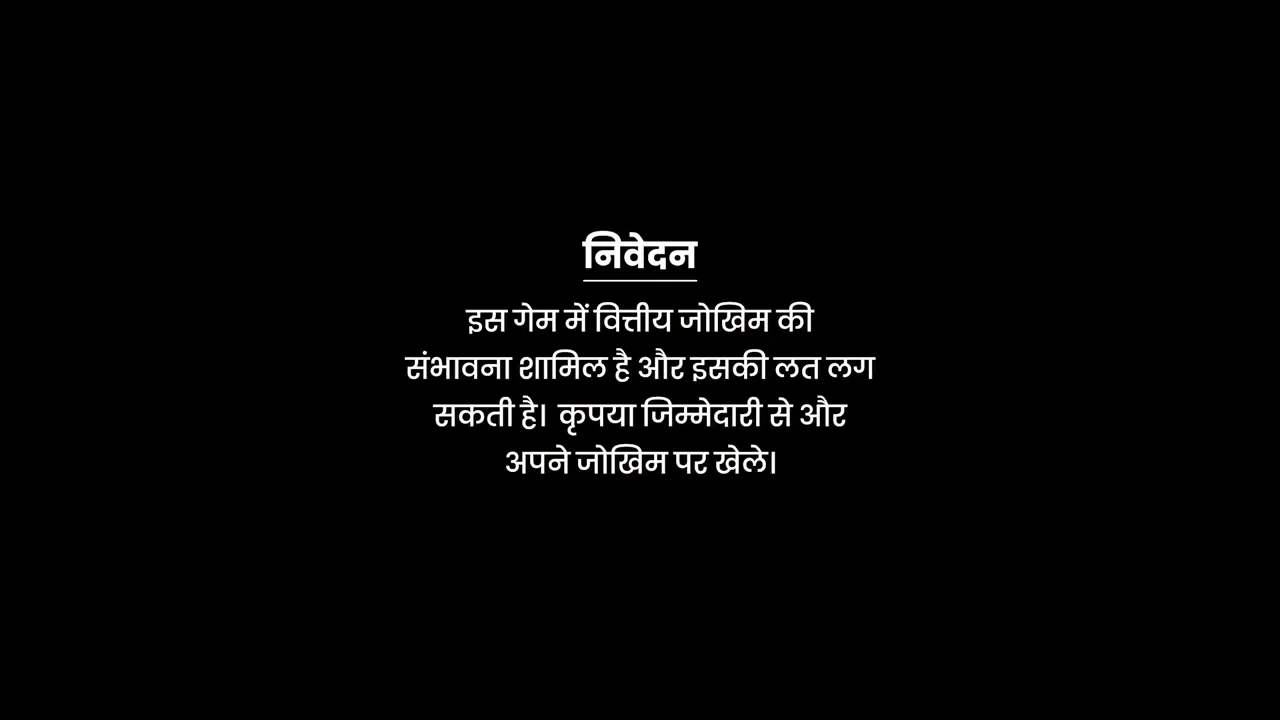 निवेदन
इस गेम में वित्तीय जोखिम की
संभावना शामिल है और इसकी लत लग
सकती है। कृपया जिम्मेदारी से और
अपने जोखिम पर खेले।